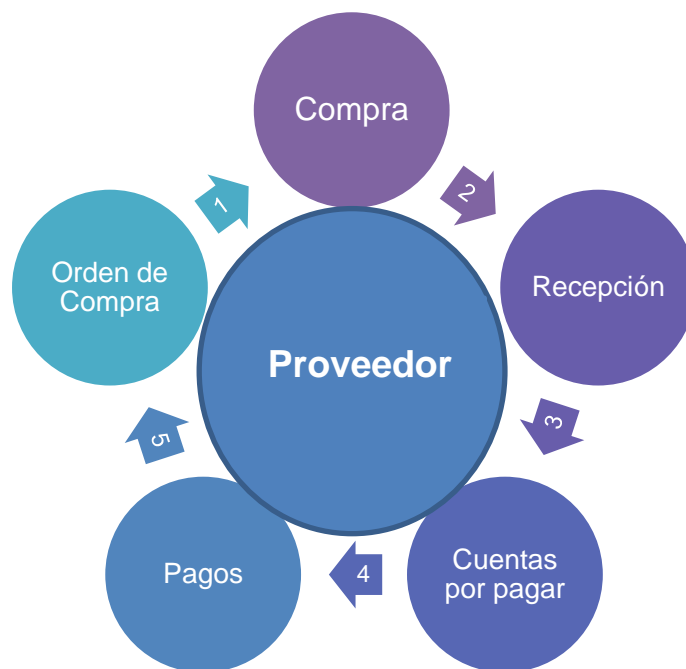 Compra
1
2
Orden de
Compra
Recepción
Proveedor
5
3
Pagos
4
Cuentas
por pagar